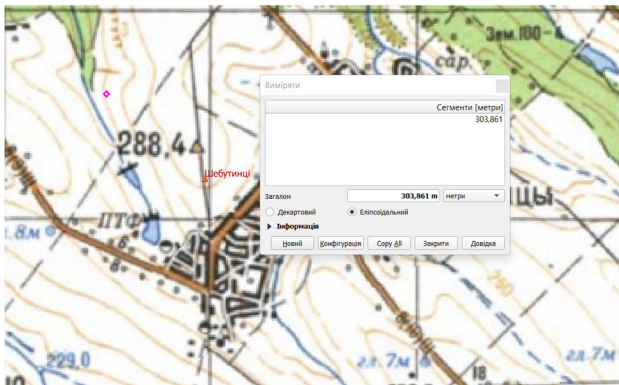 Зем.100-4
сар.
Виміряти
Сегменти [метри]
303,861
288,4
Шебутинці
ЦЫ
Загалом
303,861 m
метри
Декартовий
Еліпсоїдальний
Інформація
ПТФ
.8м
Новий
Конфігурація
Copy All
Закрити
Довідка
250
229.0
гл.7м
гл.7м
18